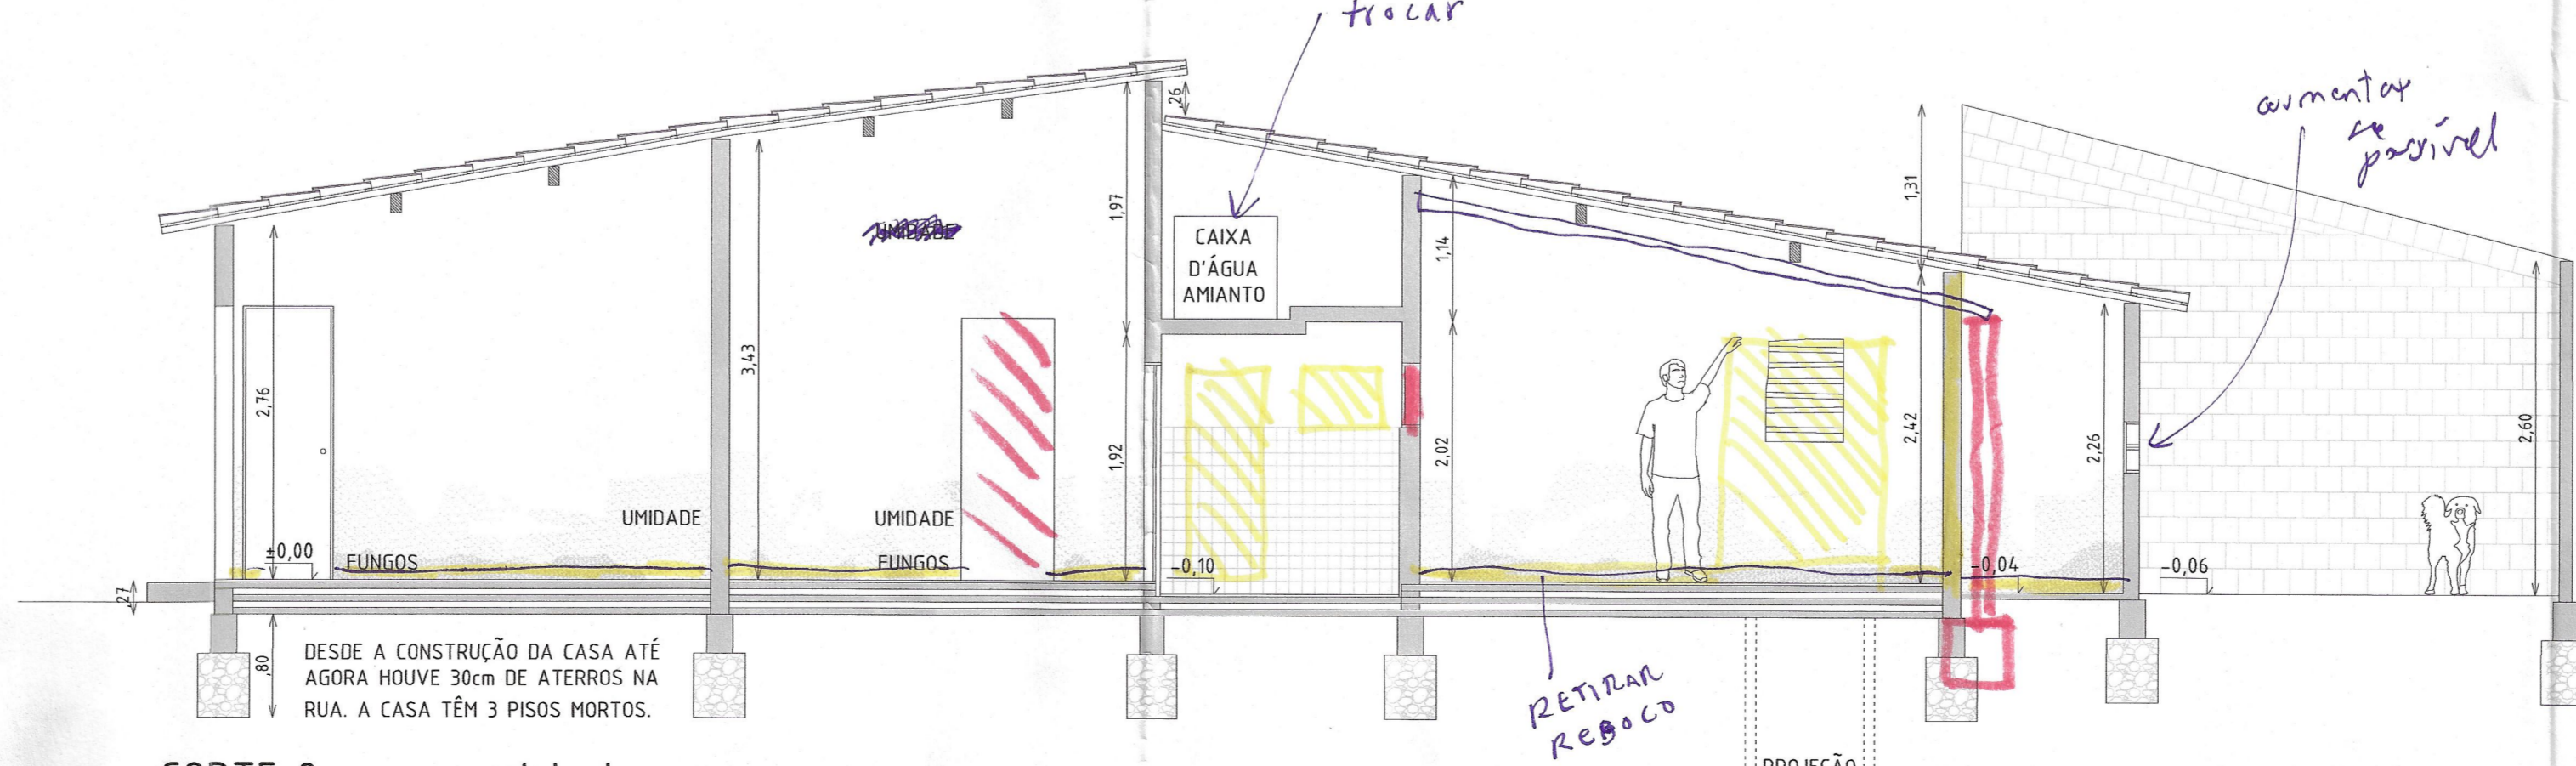 trocar
aumentar
se
possível
,26
1,97
1,31
CAIXA
D'ÁGUA
AMIANTO
1,14
2,76
3,43
1,92
2,02
2,42
2,26
2,60
UMIDADE
UMIDADE
UMIDADE
±0,00
FUNGOS
FUNGOS
-0,10
-0,04
-0,06
,27
,80
DESDE A CONSTRUÇÃO DA CASA ATÉ
AGORA HOUVE 30cm DE ATERROS NA
RUA. A CASA TÊM 3 PISOS MORTOS.
RETIRAR
REBOCO
PROJEÇÃO